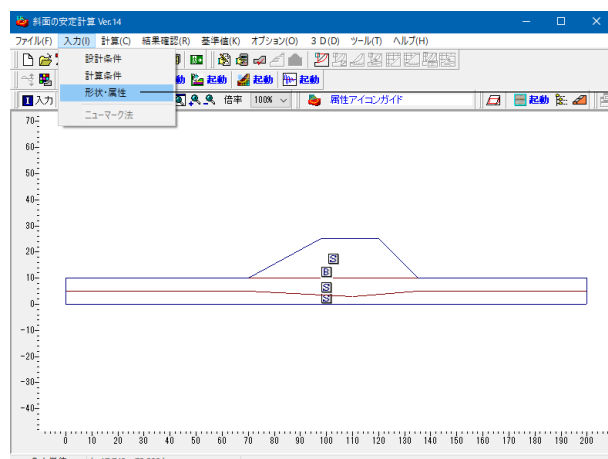 斜面の安定計算 Ver.14
ファイル(F) 入力(I) 計算(C) 結果確認(R) 基準値(K) オプション(O) 3 D(D) ツール(T) ヘルプ(H)
設計条件
計算条件
形状・属性
ニューマーク法
起動 起動 起動
1 入力 倍率 100% 属性アイコンガイド 起動
70
60
50
40
30
20
10
0
-10
-20
-30
-40
S
B
S
S
0 10 20 30 40 50 60 70 80 90 100 110 120 130 140 150 160 170 180 190 200